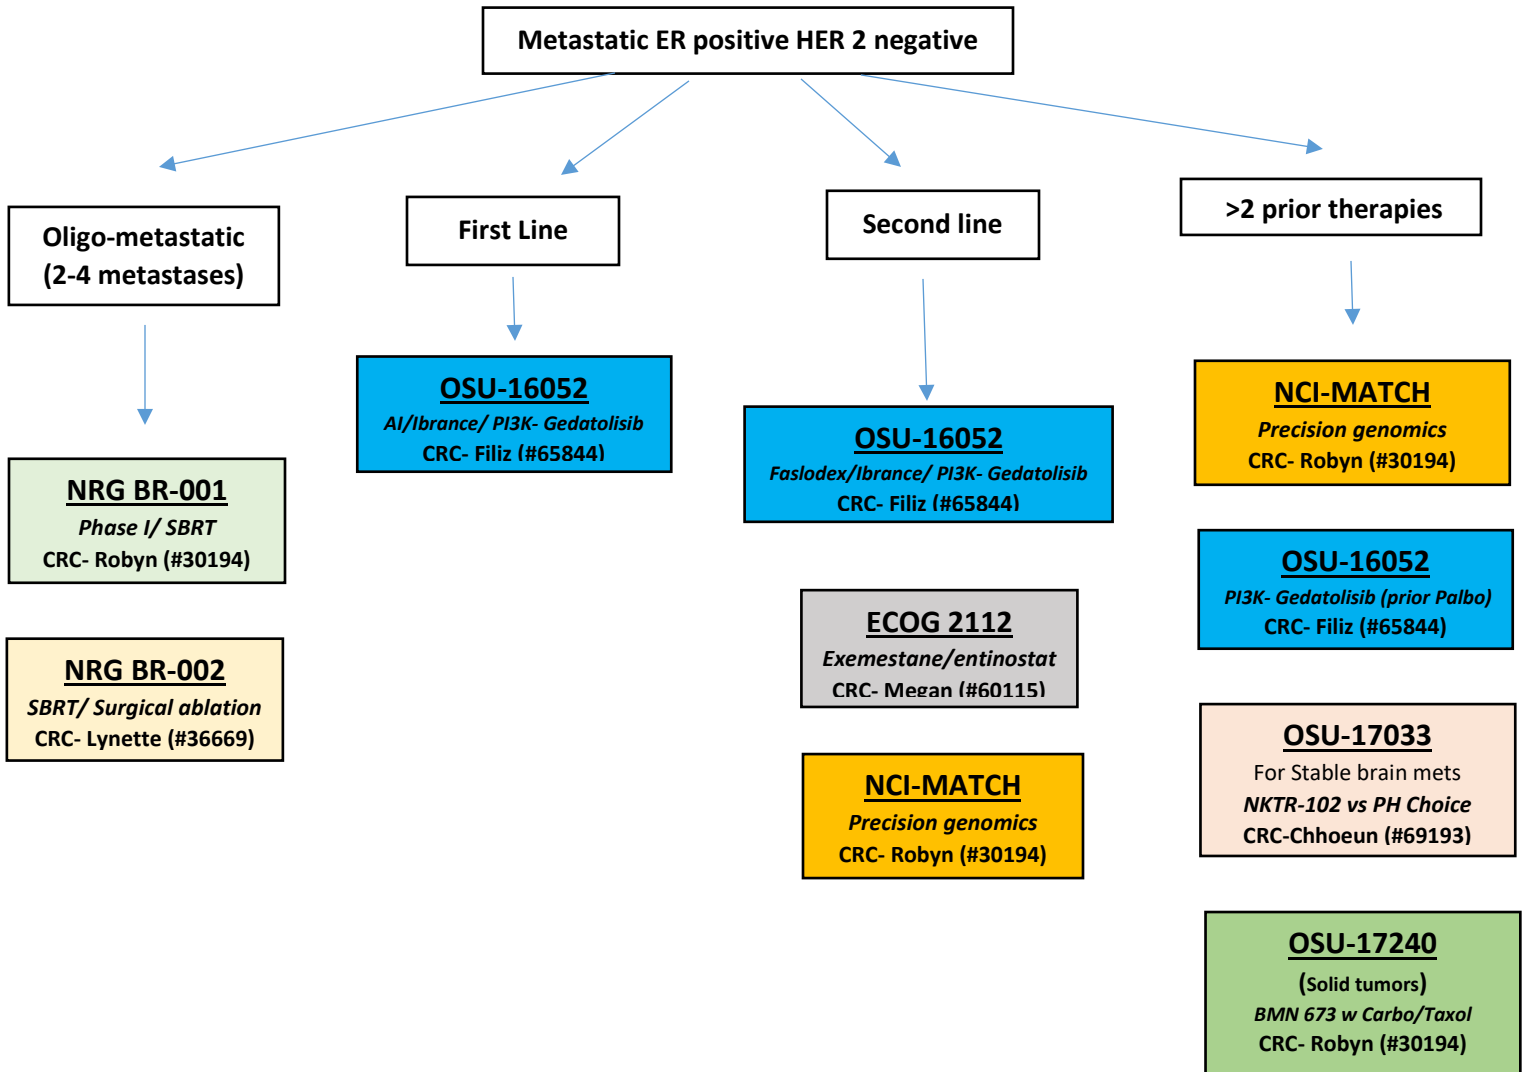 Metastatic ER positive HER 2 negative
Oligo-metastatic
(2-4 metastases)
NRG BR-001
Phase I/ SBRT
CRC- Robyn (#30194)
NRG BR-002
SBRT/ Surgical ablation
CRC- Lynette (#36669)
First Line
OSU-16052
AI/Ibrance/ PI3K- Gedatolisib
CRC- Filiz (#65844)
Second line
OSU-16052
Faslodex/Ibrance/ PI3K- Gedatolisib
CRC- Filiz (#65844)
ECOG 2112
Exemestane/entinostat
CRC- Megan (#60115)
NCI-MATCH
Precision genomics
CRC- Robyn (#30194)
>2 prior therapies
NCI-MATCH
Precision genomics
CRC- Robyn (#30194)
OSU-16052
PI3K- Gedatolisib (prior Palbo)
CRC- Filiz (#65844)
OSU-17033
For Stable brain mets
NKTR-102 vs PH Choice
CRC-Chhoeun (#69193)
OSU-17240
(Solid tumors)
BMN 673 w Carbo/Taxol
CRC- Robyn (#30194)